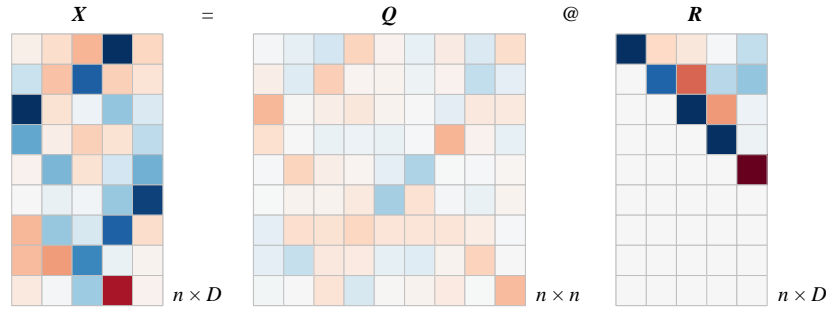 X = Q @ R
n × D n × n n × D